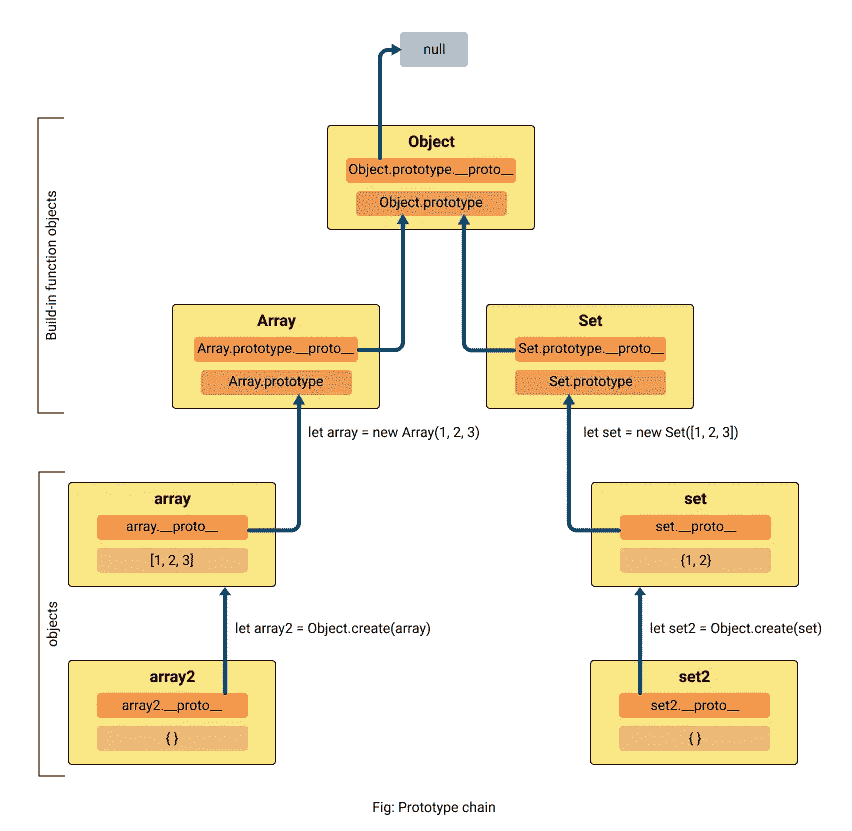 null
Build-in function objects
Object
Object.prototype.__proto__
Object.prototype
Array
Array.prototype.__proto__
Array.prototype
Set
Set.prototype.__proto__
Set.prototype
let array = new Array(1, 2, 3)
let set = new Set([1, 2, 3])
objects
array
array.__proto__
[1, 2, 3]
set
set.__proto__
{1, 2}
let array2 = Object.create(array)
let set2 = Object.create(set)
array2
array2.__proto__
{ }
set2
set2.__proto__
{ }
Fig: Prototype chain